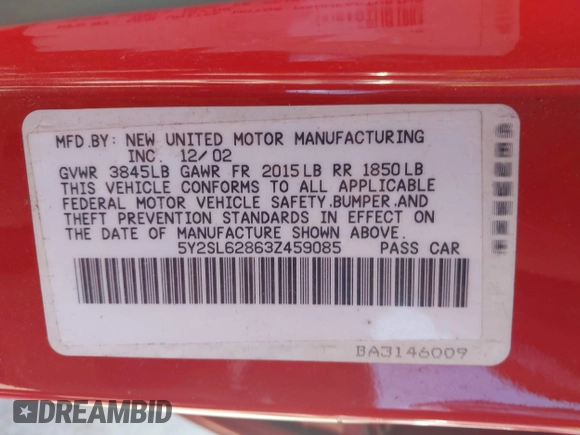 MFD.BY: NEW UNITED MOTOR MANUFACTURING
INC. 12/02
GVWR 3845LB GAWR FR 2015LB RR 1850LB
THIS VEHICLE CONFORMS TO ALL APPLICABLE
FEDERAL MOTOR VEHICLE SAFETY,BUMPER,AND
THEFT PREVENTION STANDARDS IN EFFECT ON
THE DATE OF MANUFACTURE SHOWN ABOVE.
5Y2SL62863Z459085 PASS CAR
BA3146009
DREAMBID